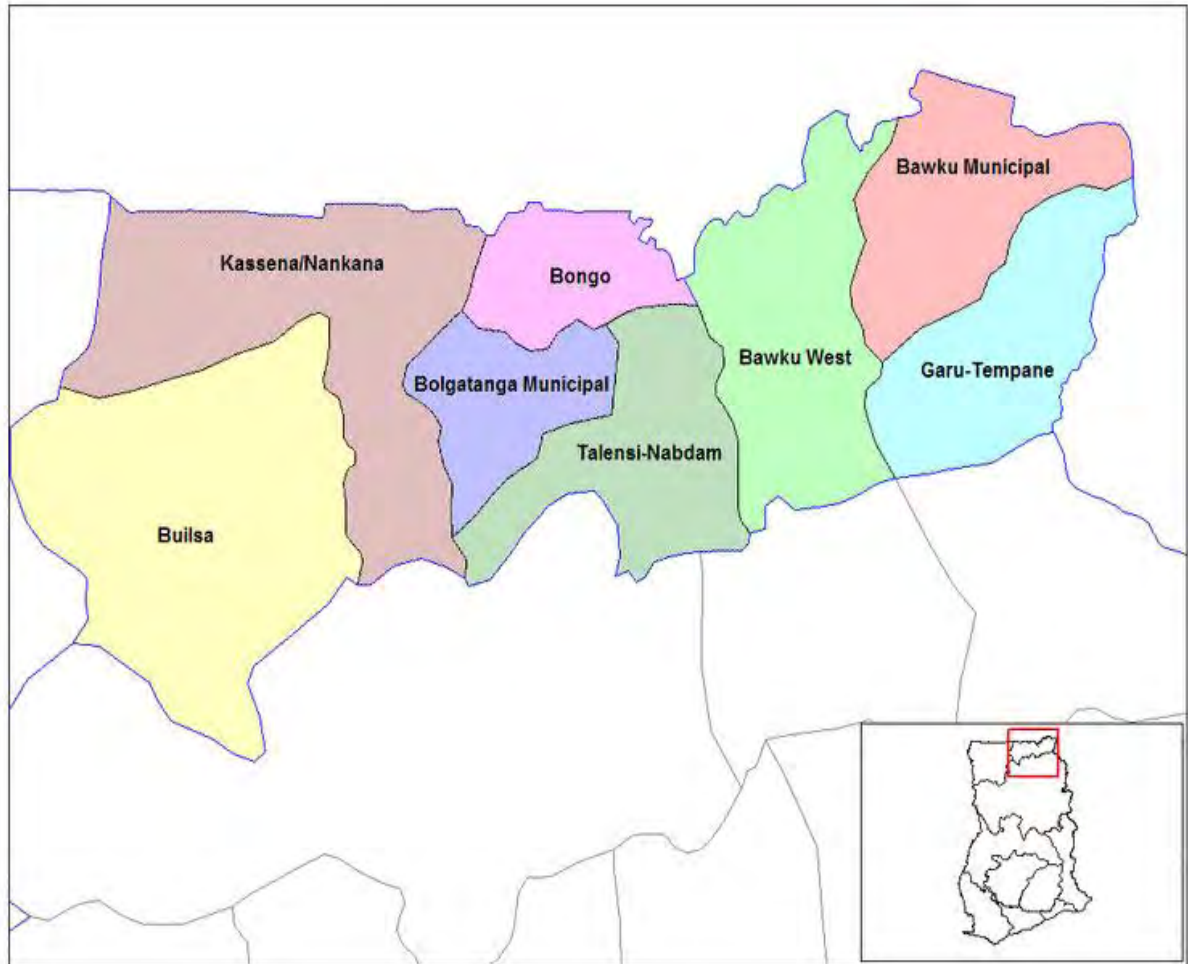 Bawku Municipal
Kassena/Nankana
Bongo
Bawku West
Garu-Tempane
Bolgatanga Municipal
Talensi-Nabdam
Builsa